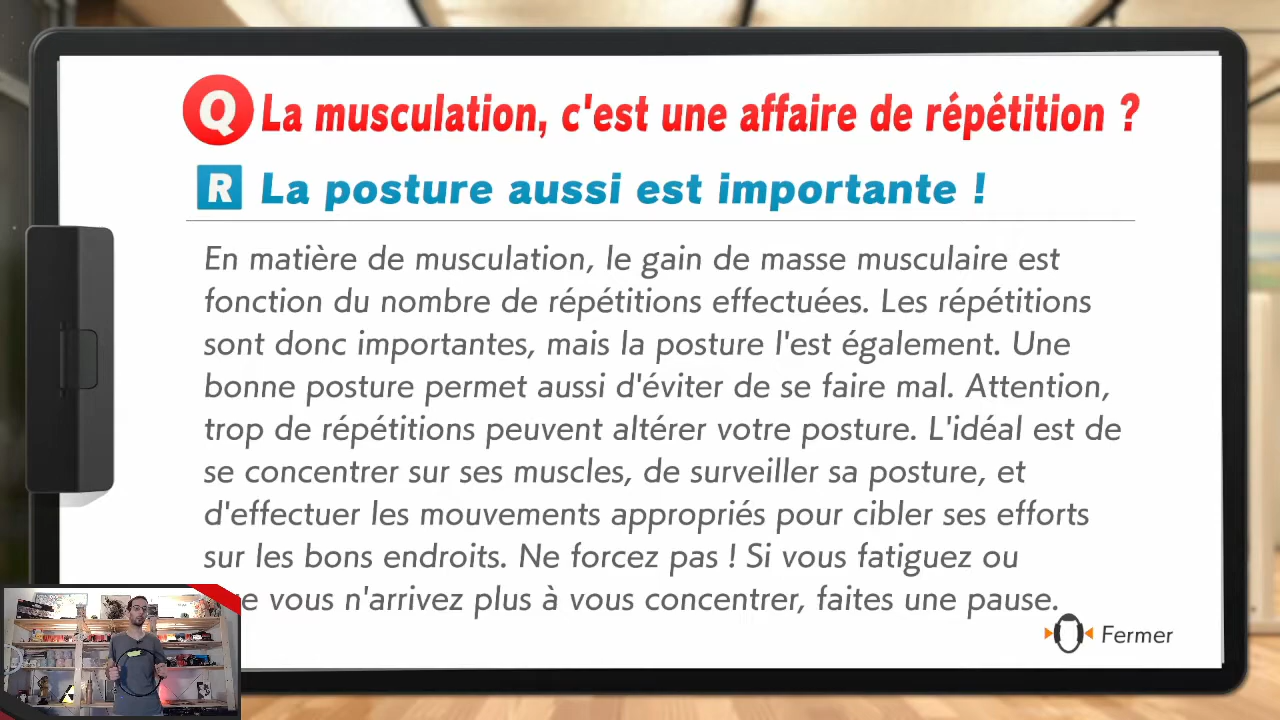 Q La musculation, c'est une affaire de répétition ?
R La posture aussi est importante !
En matière de musculation, le gain de masse musculaire est
fonction du nombre de répétitions effectuées. Les répétitions
sont donc importantes, mais la posture l'est également. Une
bonne posture permet aussi d'éviter de se faire mal. Attention,
trop de répétitions peuvent altérer votre posture. L'idéal est de
se concentrer sur ses muscles, de surveiller sa posture, et
d'effectuer les mouvements appropriés pour cibler ses efforts
sur les bons endroits. Ne forcez pas ! Si vous fatiguez ou
vous n'arrivez plus à vous concentrer, faites une pause.
Fermer